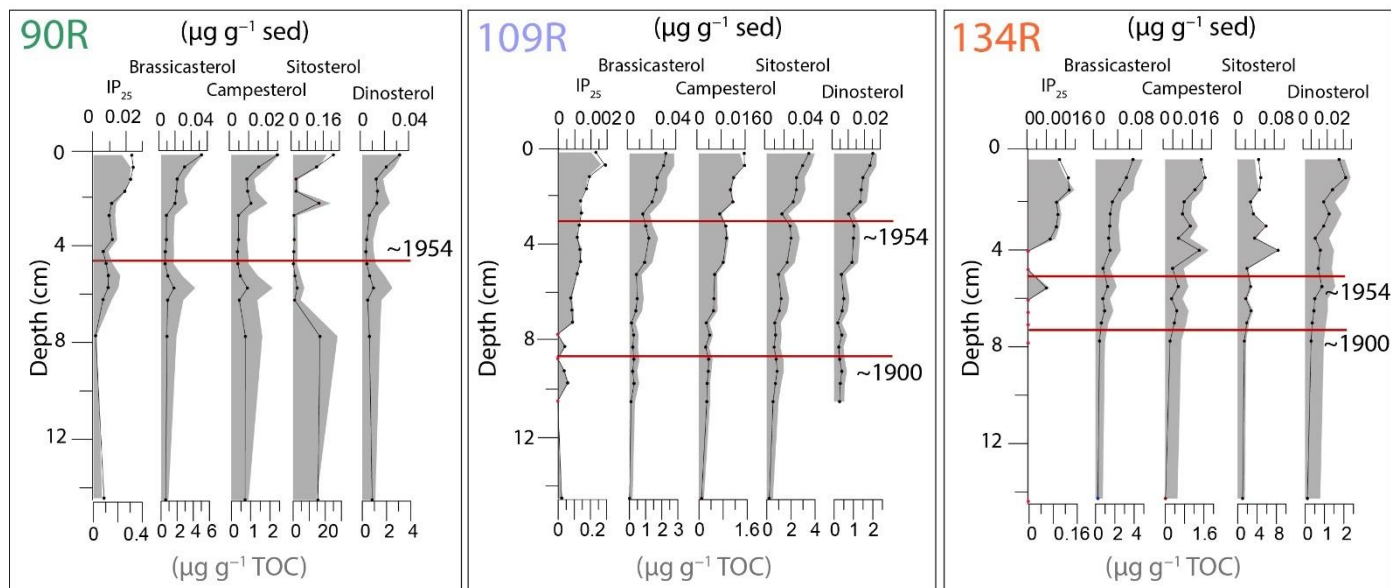 90R
(µg g⁻¹ sed)
Brassicasterol
Sitosterol
IP₂₅
Campesterol
Dinosterol
0 0.02 0 0.04 0 0.02 0 0.16 0 0.04
0
4
8
12
Depth (cm)
~1954
0 0.4 0 2 4 6 0 1 2 0 20 0 2 4
(µg g⁻¹ TOC)
109R
(µg g⁻¹ sed)
Brassicasterol
Sitosterol
IP₂₅
Campesterol
Dinosterol
0 0.002 0 0.04 0 0.016 0 0.04 0 0.02
0
4
8
12
Depth (cm)
~1954
~1900
0 0.2 0 1 2 3 0 1.6 0 2 4 0 1 2
(µg g⁻¹ TOC)
134R
(µg g⁻¹ sed)
Brassicasterol
Sitosterol
IP₂₅
Campesterol
Dinosterol
0 0.0016 0 0.08 0 0.016 0 0.08 0 0.02
0
4
8
12
Depth (cm)
~1954
~1900
0 0.16 0 2 4 0 1.6 0 4 8 0 1 2
(µg g⁻¹ TOC)